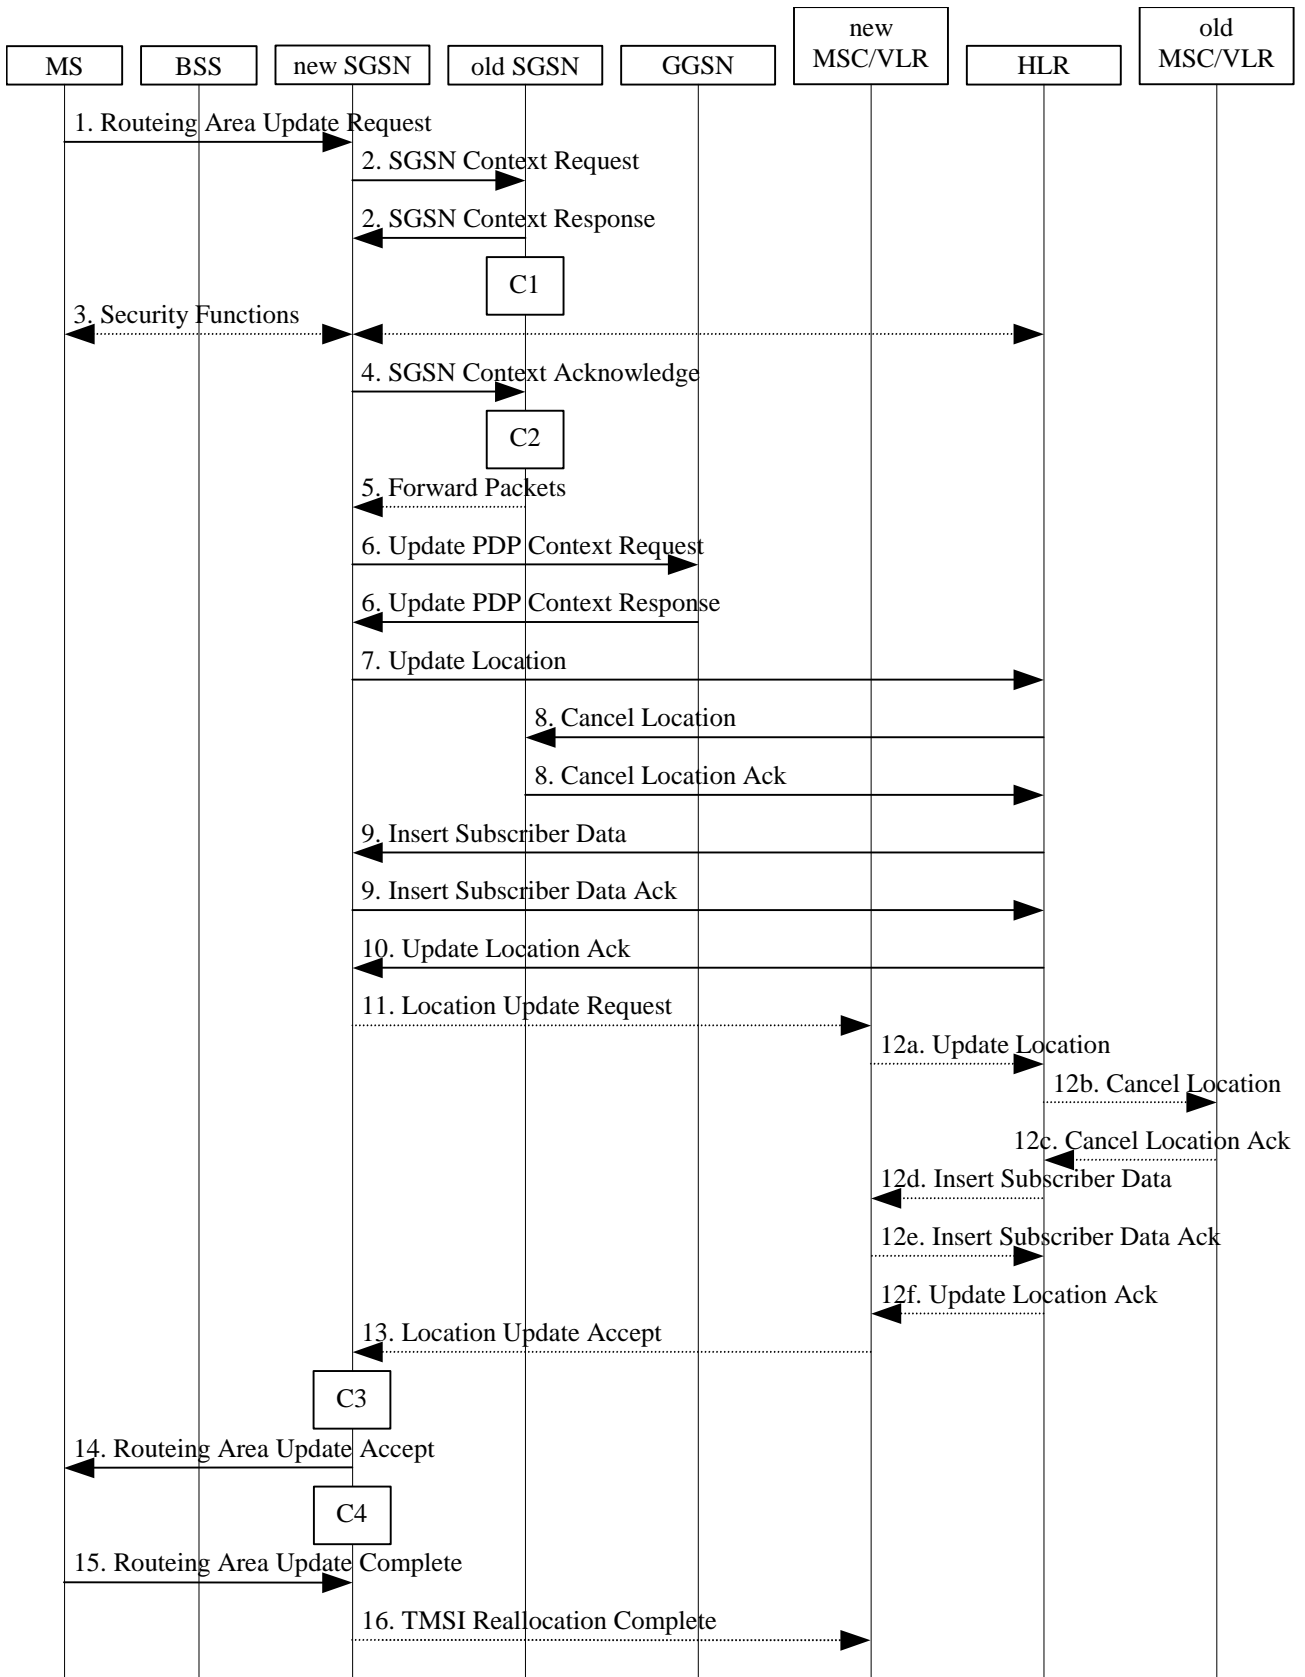 MS
BSS
new SGSN
old SGSN
GGSN
new
MSC/VLR
HLR
old
MSC/VLR
1. Routeing Area Update Request
2. SGSN Context Request
2. SGSN Context Response
C1
3. Security Functions
4. SGSN Context Acknowledge
C2
5. Forward Packets
6. Update PDP Context Request
6. Update PDP Context Response
7. Update Location
8. Cancel Location
8. Cancel Location Ack
9. Insert Subscriber Data
9. Insert Subscriber Data Ack
10. Update Location Ack
11. Location Update Request
12a. Update Location
12b. Cancel Location
12c. Cancel Location Ack
12d. Insert Subscriber Data
12e. Insert Subscriber Data Ack
12f. Update Location Ack
13. Location Update Accept
C3
14. Routeing Area Update Accept
C4
15. Routeing Area Update Complete
16. TMSI Reallocation Complete